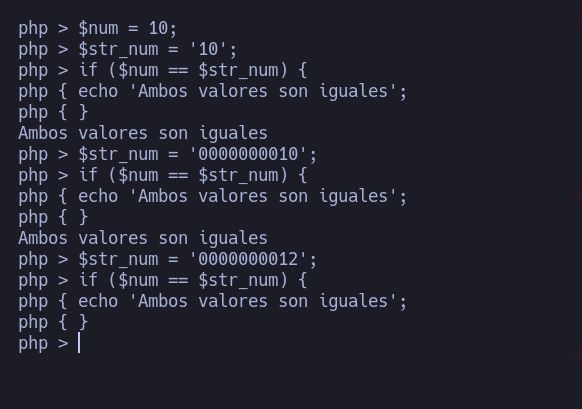 php > $num = 10;
php > $str_num = '10';
php > if ($num == $str_num) {
php { echo 'Ambos valores son iguales';
php { }
Ambos valores son iguales
php > $str_num = '0000000010';
php > if ($num == $str_num) {
php { echo 'Ambos valores son iguales';
php { }
Ambos valores son iguales
php > $str_num = '0000000012';
php > if ($num == $str_num) {
php { echo 'Ambos valores son iguales';
php { }
php >